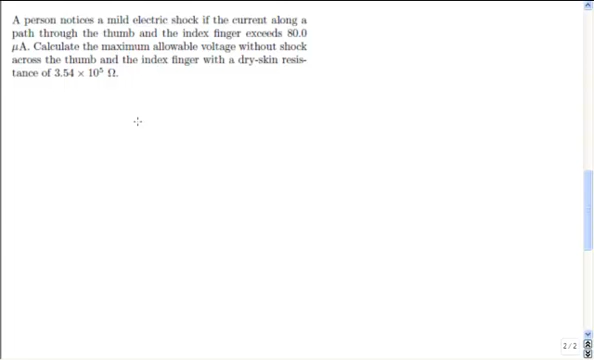 A person notices a mild electric shock if the current along a
path through the thumb and the index finger exceeds 80.0
μA. Calculate the maximum allowable voltage without shock
across the thumb and the index finger with a dry-skin resis-
tance of 3.54 × 10⁵ Ω.
2/2